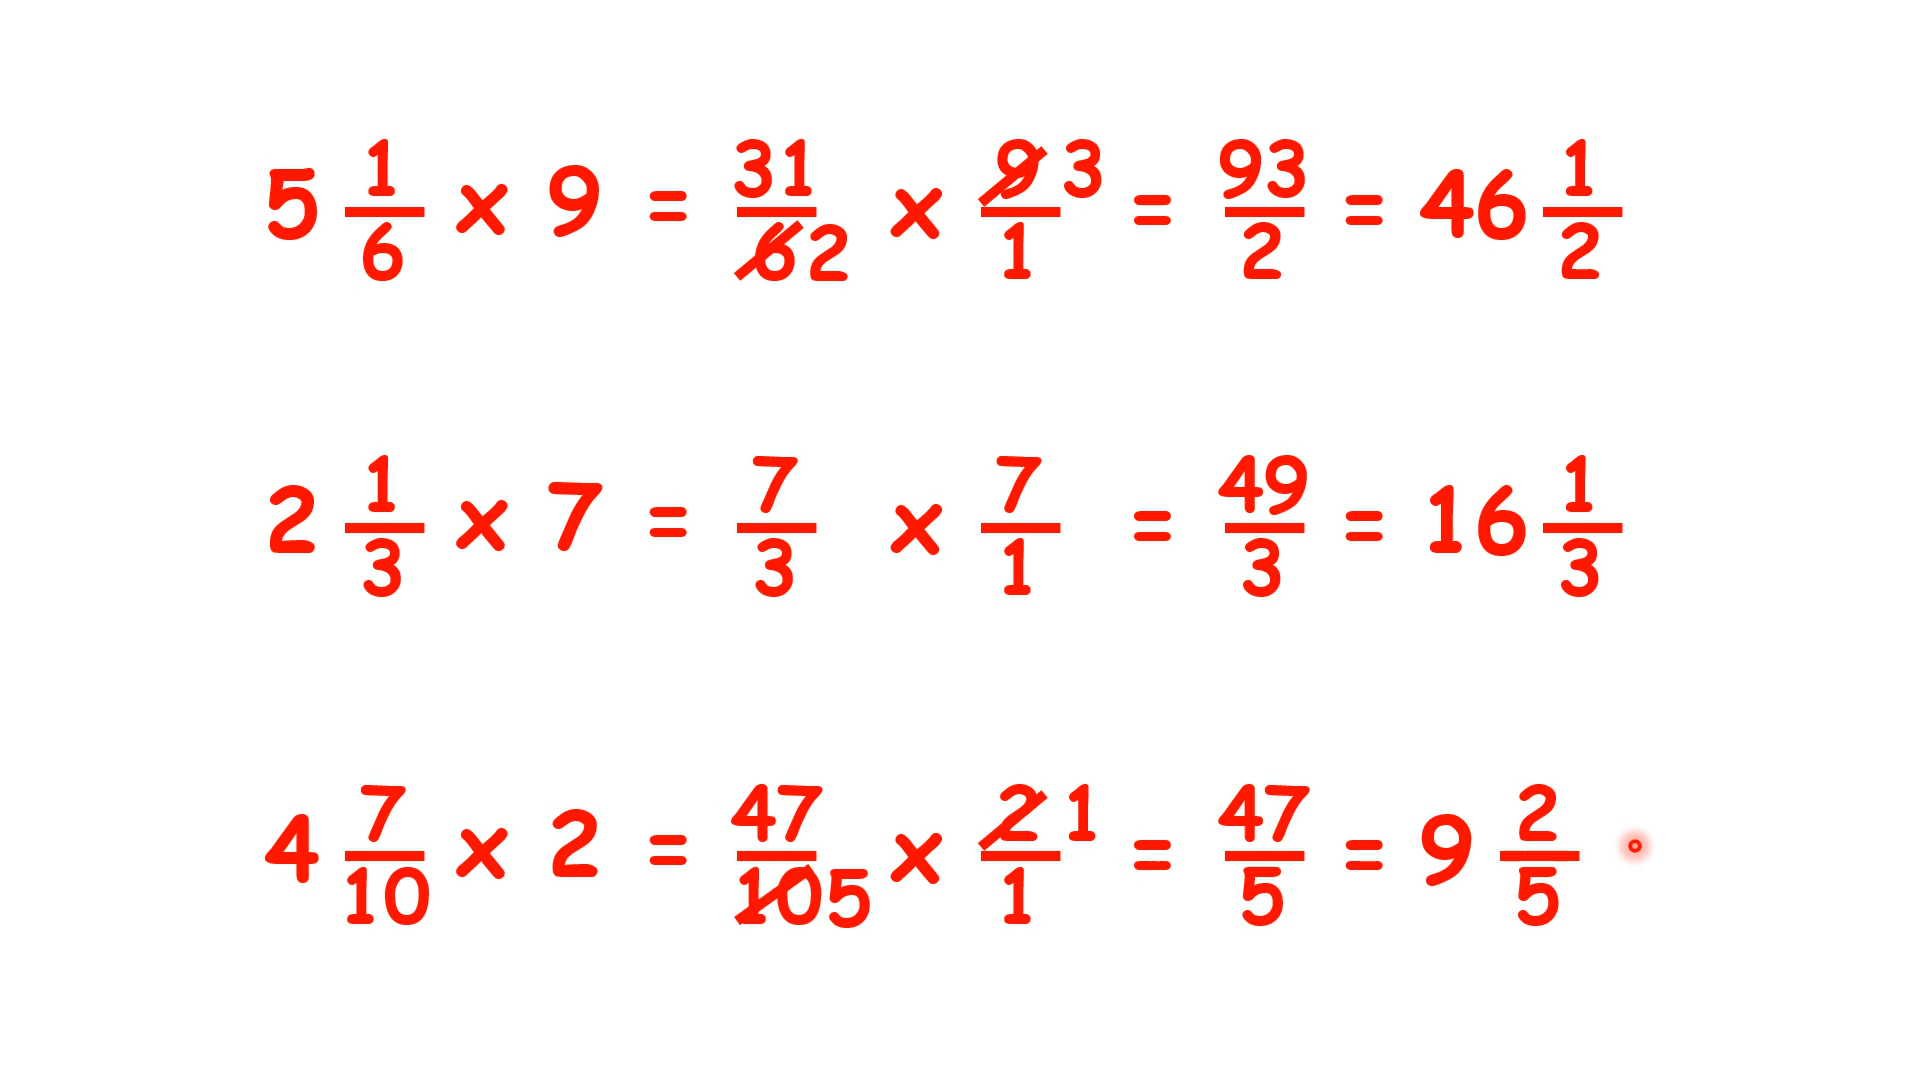 5 1/6 × 9 = 31/6 2 × 9 3/1 = 93/2 = 46 1/2
2 1/3 × 7 = 7/3 × 7/1 = 49/3 = 16 1/3
4 7/10 × 2 = 47/10 5 × 2 1/1 = 47/5 = 9 2/5